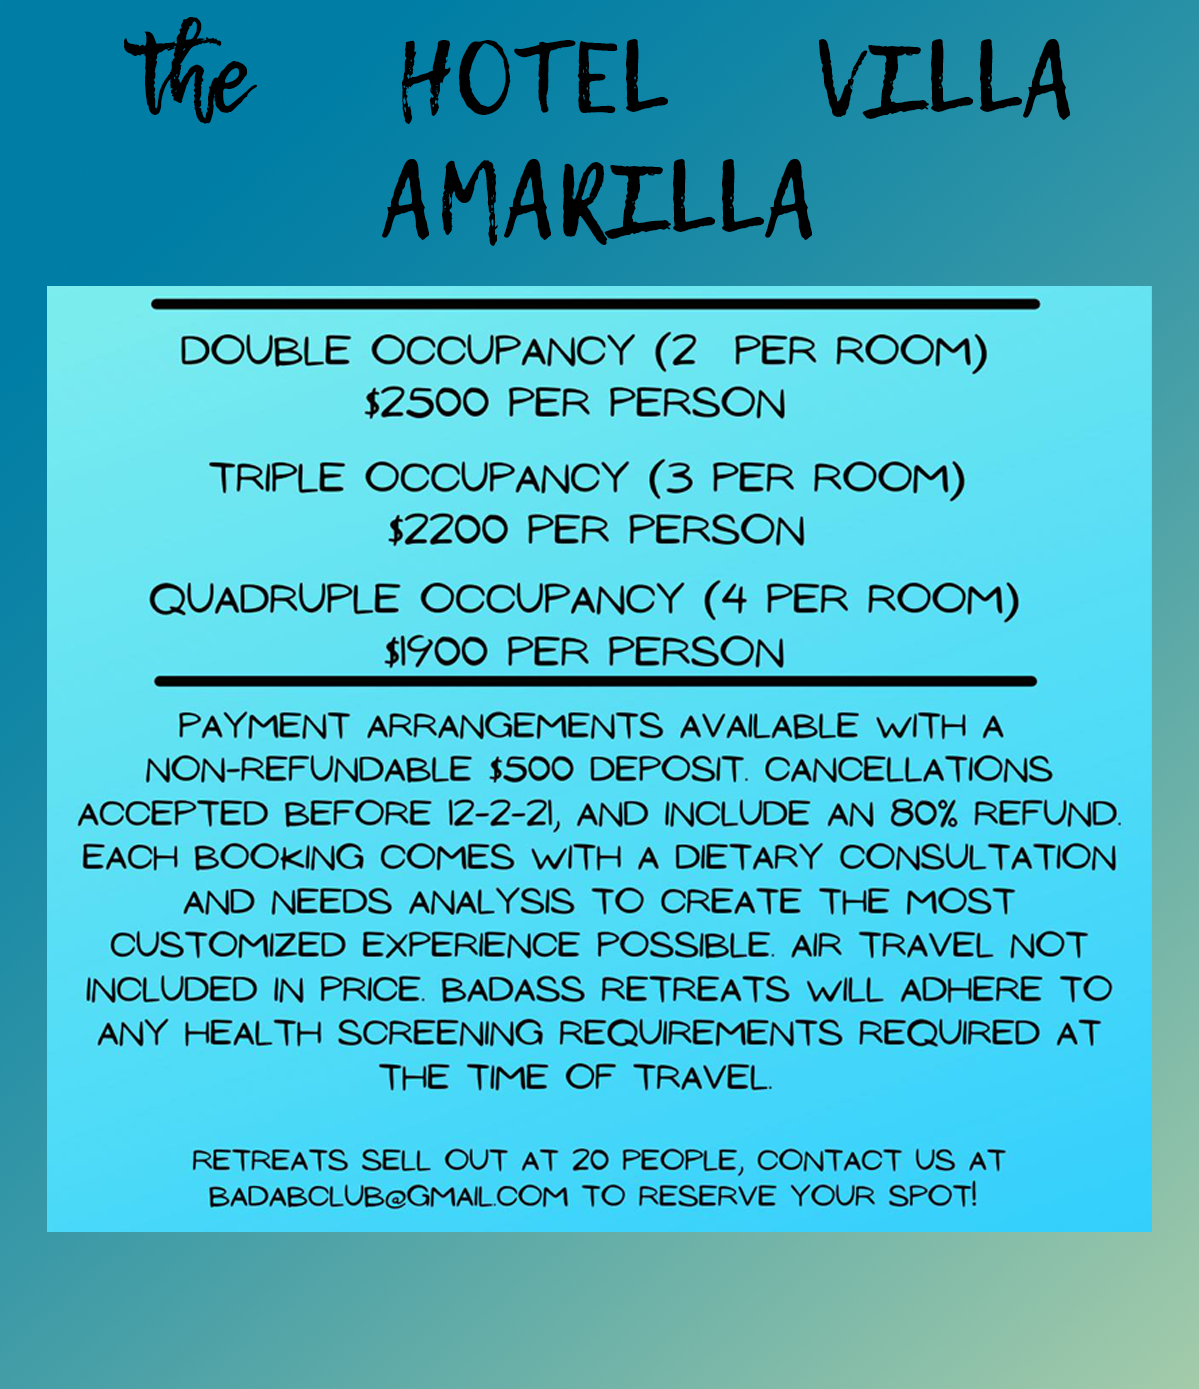 the HOTEL VILLA
AMARILLA
DOUBLE OCCUPANCY (2 PER ROOM)
$2500 PER PERSON
TRIPLE OCCUPANCY (3 PER ROOM)
$2200 PER PERSON
QUADRUPLE OCCUPANCY (4 PER ROOM)
$1900 PER PERSON
PAYMENT ARRANGEMENTS AVAILABLE WITH A
NON-REFUNDABLE $500 DEPOSIT. CANCELLATIONS
ACCEPTED BEFORE 12-2-21, AND INCLUDE AN 80% REFUND.
EACH BOOKING COMES WITH A DIETARY CONSULTATION
AND NEEDS ANALYSIS TO CREATE THE MOST
CUSTOMIZED EXPERIENCE POSSIBLE. AIR TRAVEL NOT
INCLUDED IN PRICE. BADASS RETREATS WILL ADHERE TO
ANY HEALTH SCREENING REQUIREMENTS REQUIRED AT
THE TIME OF TRAVEL.
RETREATS SELL OUT AT 20 PEOPLE, CONTACT US AT
BADABCLUB@GMAIL.COM TO RESERVE YOUR SPOT!